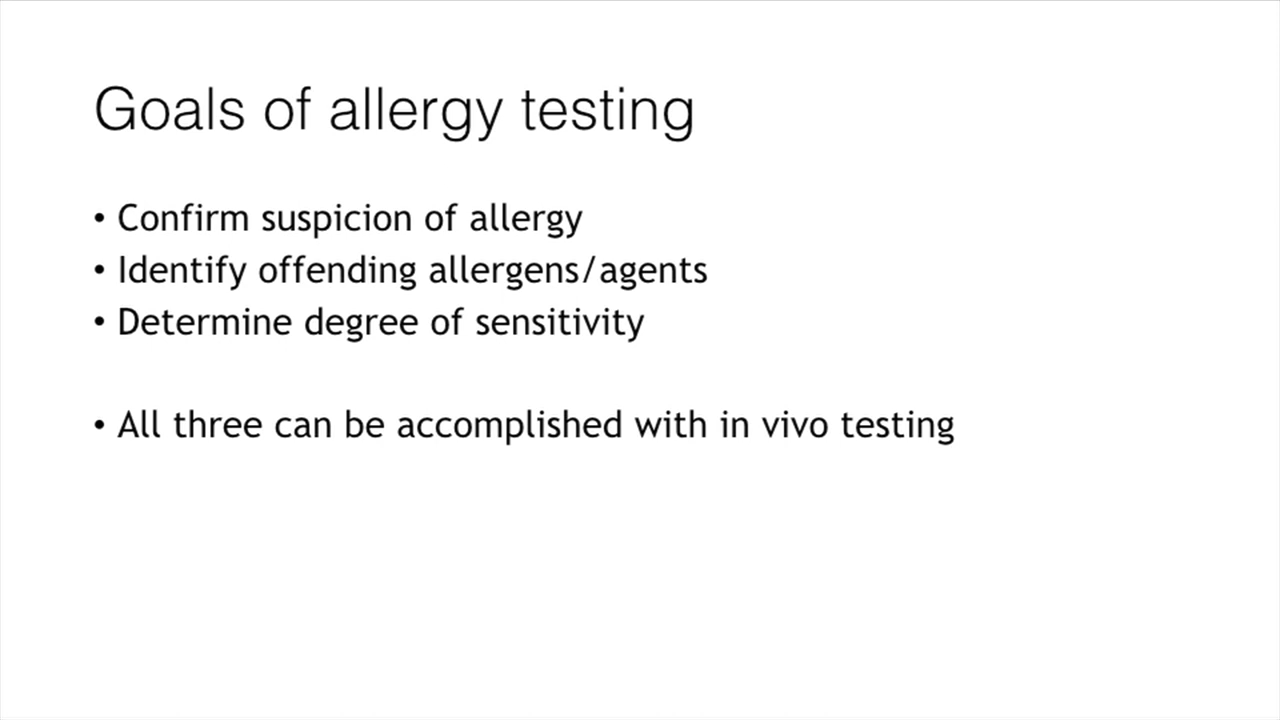 Goals of allergy testing
• Confirm suspicion of allergy
• Identify offending allergens/agents
• Determine degree of sensitivity
• All three can be accomplished with in vivo testing